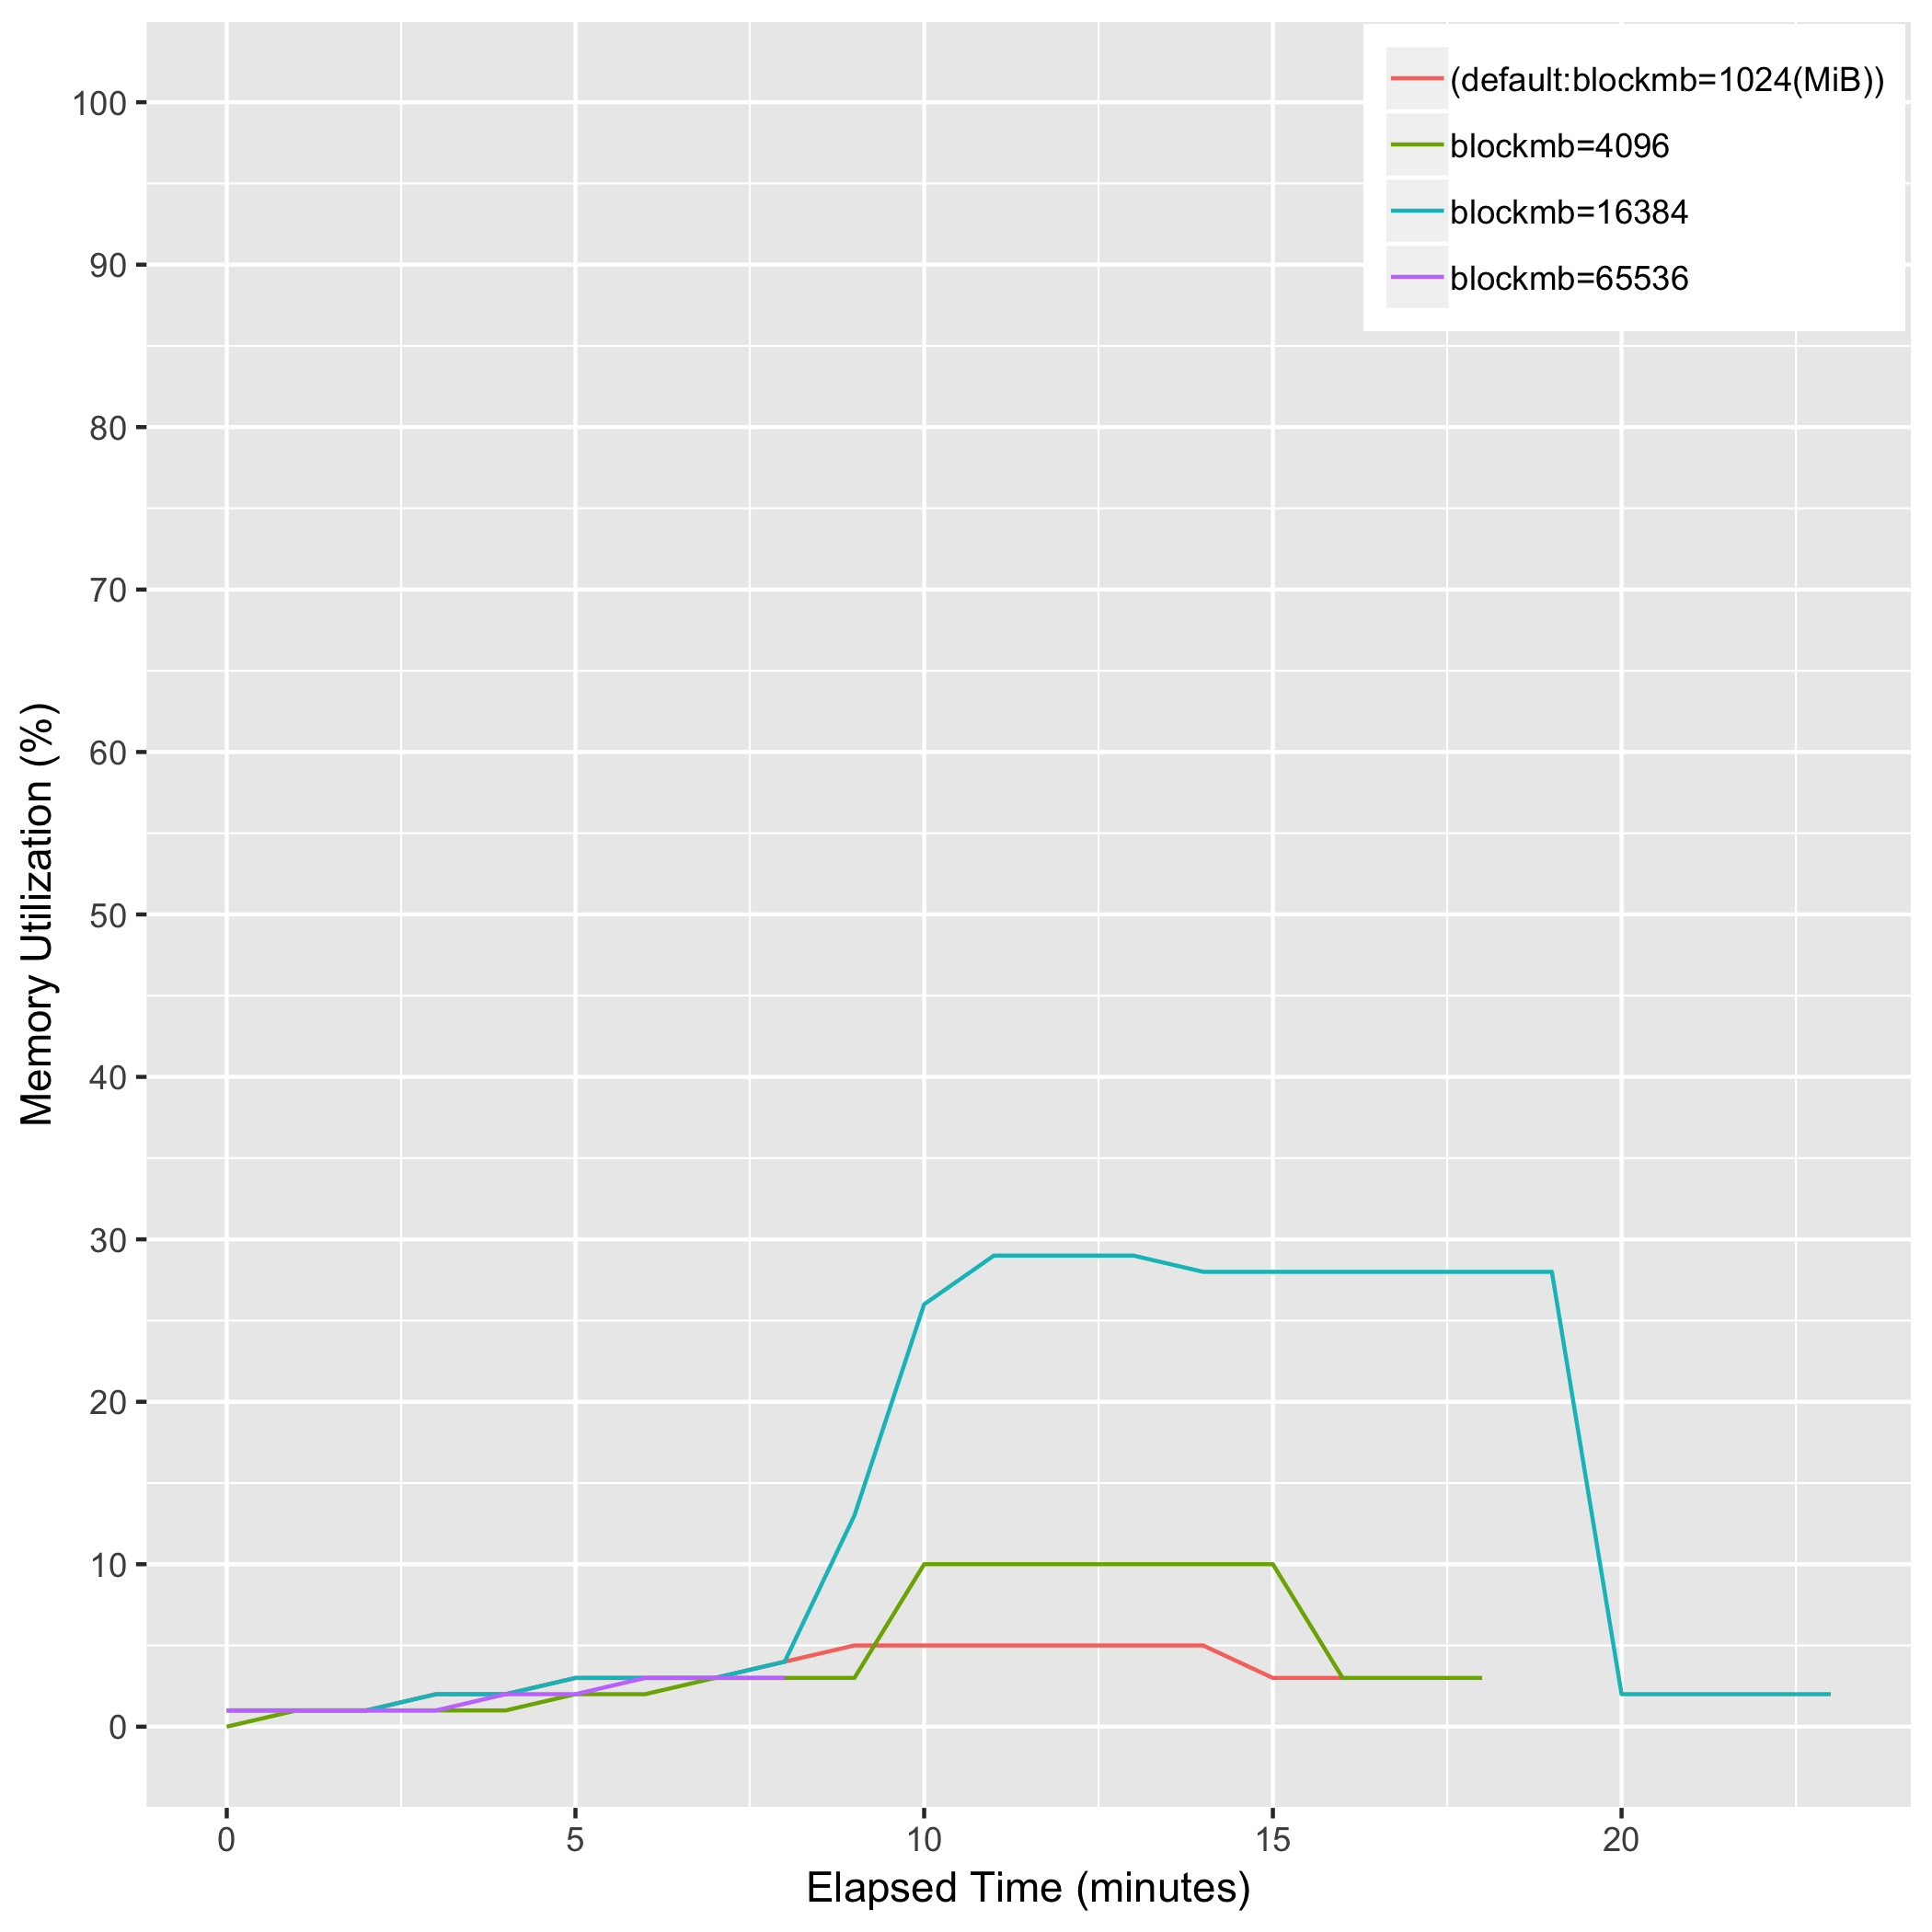 (default:blockmb=1024(MiB))
blockmb=4096
blockmb=16384
blockmb=65536
100
90
80
70
60
50
40
30
20
10
0
Memory Utilization (%)
0 5 10 15 20
Elapsed Time (minutes)